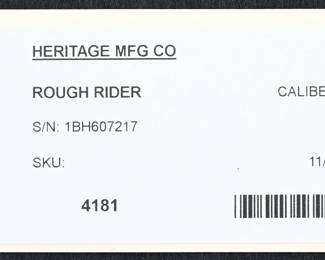 HERITAGE MFG CO
ROUGH RIDER CALIBE
S/N: 1BH607217
SKU: 11/
4181